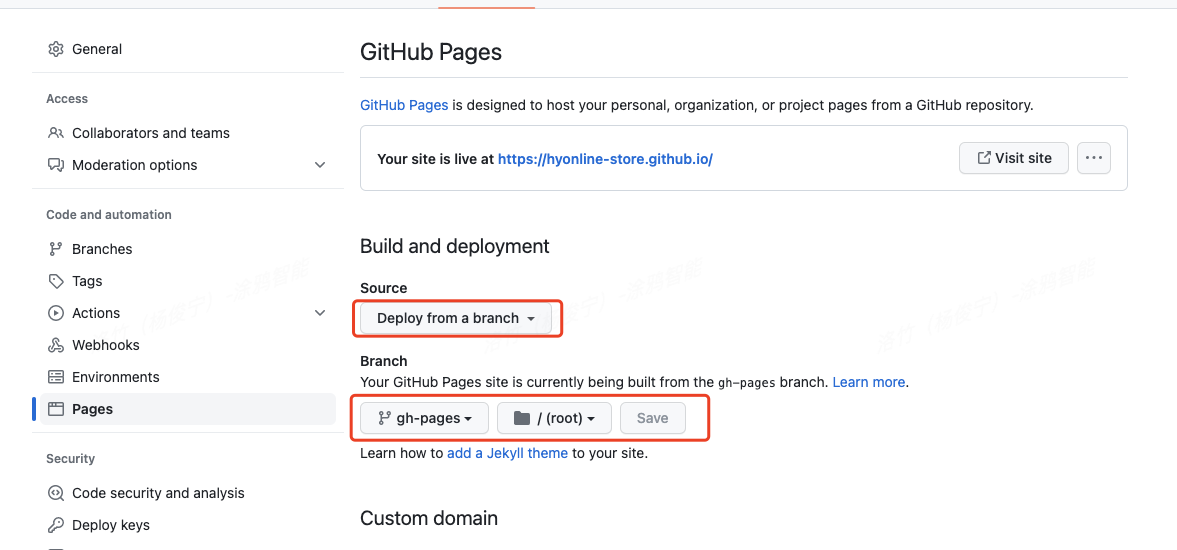 General
Access
Collaborators and teams
Moderation options
Code and automation
Branches
Tags
Actions
Webhooks
Environments
Pages
Security
Code security and analysis
Deploy keys
GitHub Pages
GitHub Pages is designed to host your personal, organization, or project pages from a GitHub repository.
Your site is live at https://hyonline-store.github.io/
Visit site
Build and deployment
Source
Deploy from a branch
Branch
Your GitHub Pages site is currently being built from the gh-pages branch. Learn more.
gh-pages
/ (root)
Save
Learn how to add a Jekyll theme to your site.
Custom domain